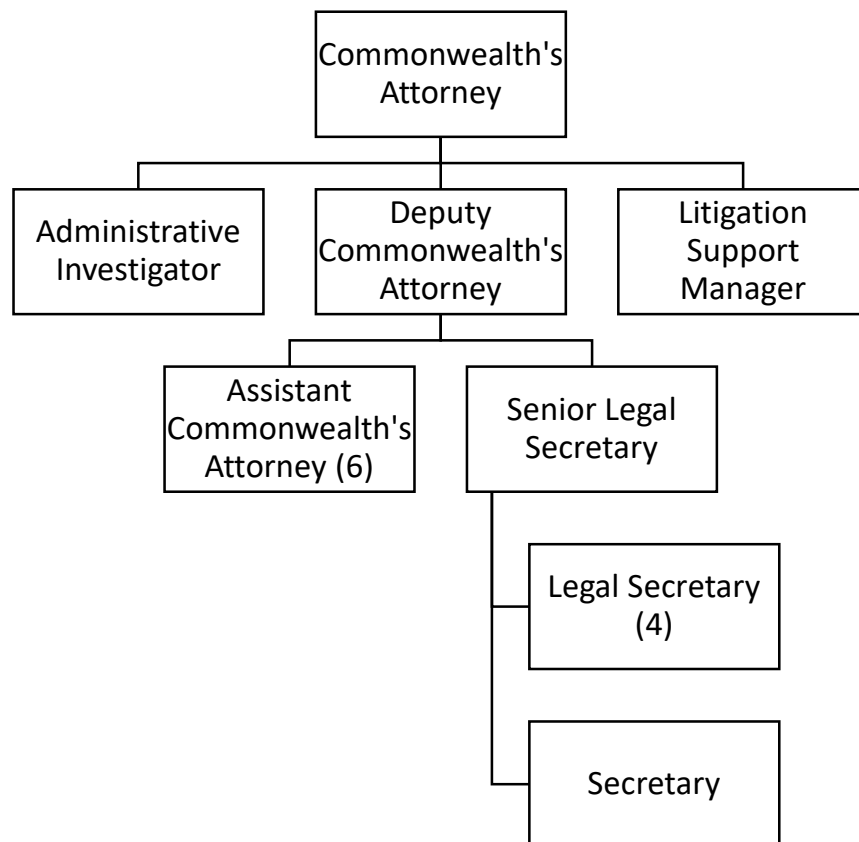 Commonwealth's
Attorney
Administrative
Investigator
Deputy
Commonwealth's
Attorney
Litigation
Support
Manager
Assistant
Commonwealth's
Attorney (6)
Senior Legal
Secretary
Legal Secretary
(4)
Secretary